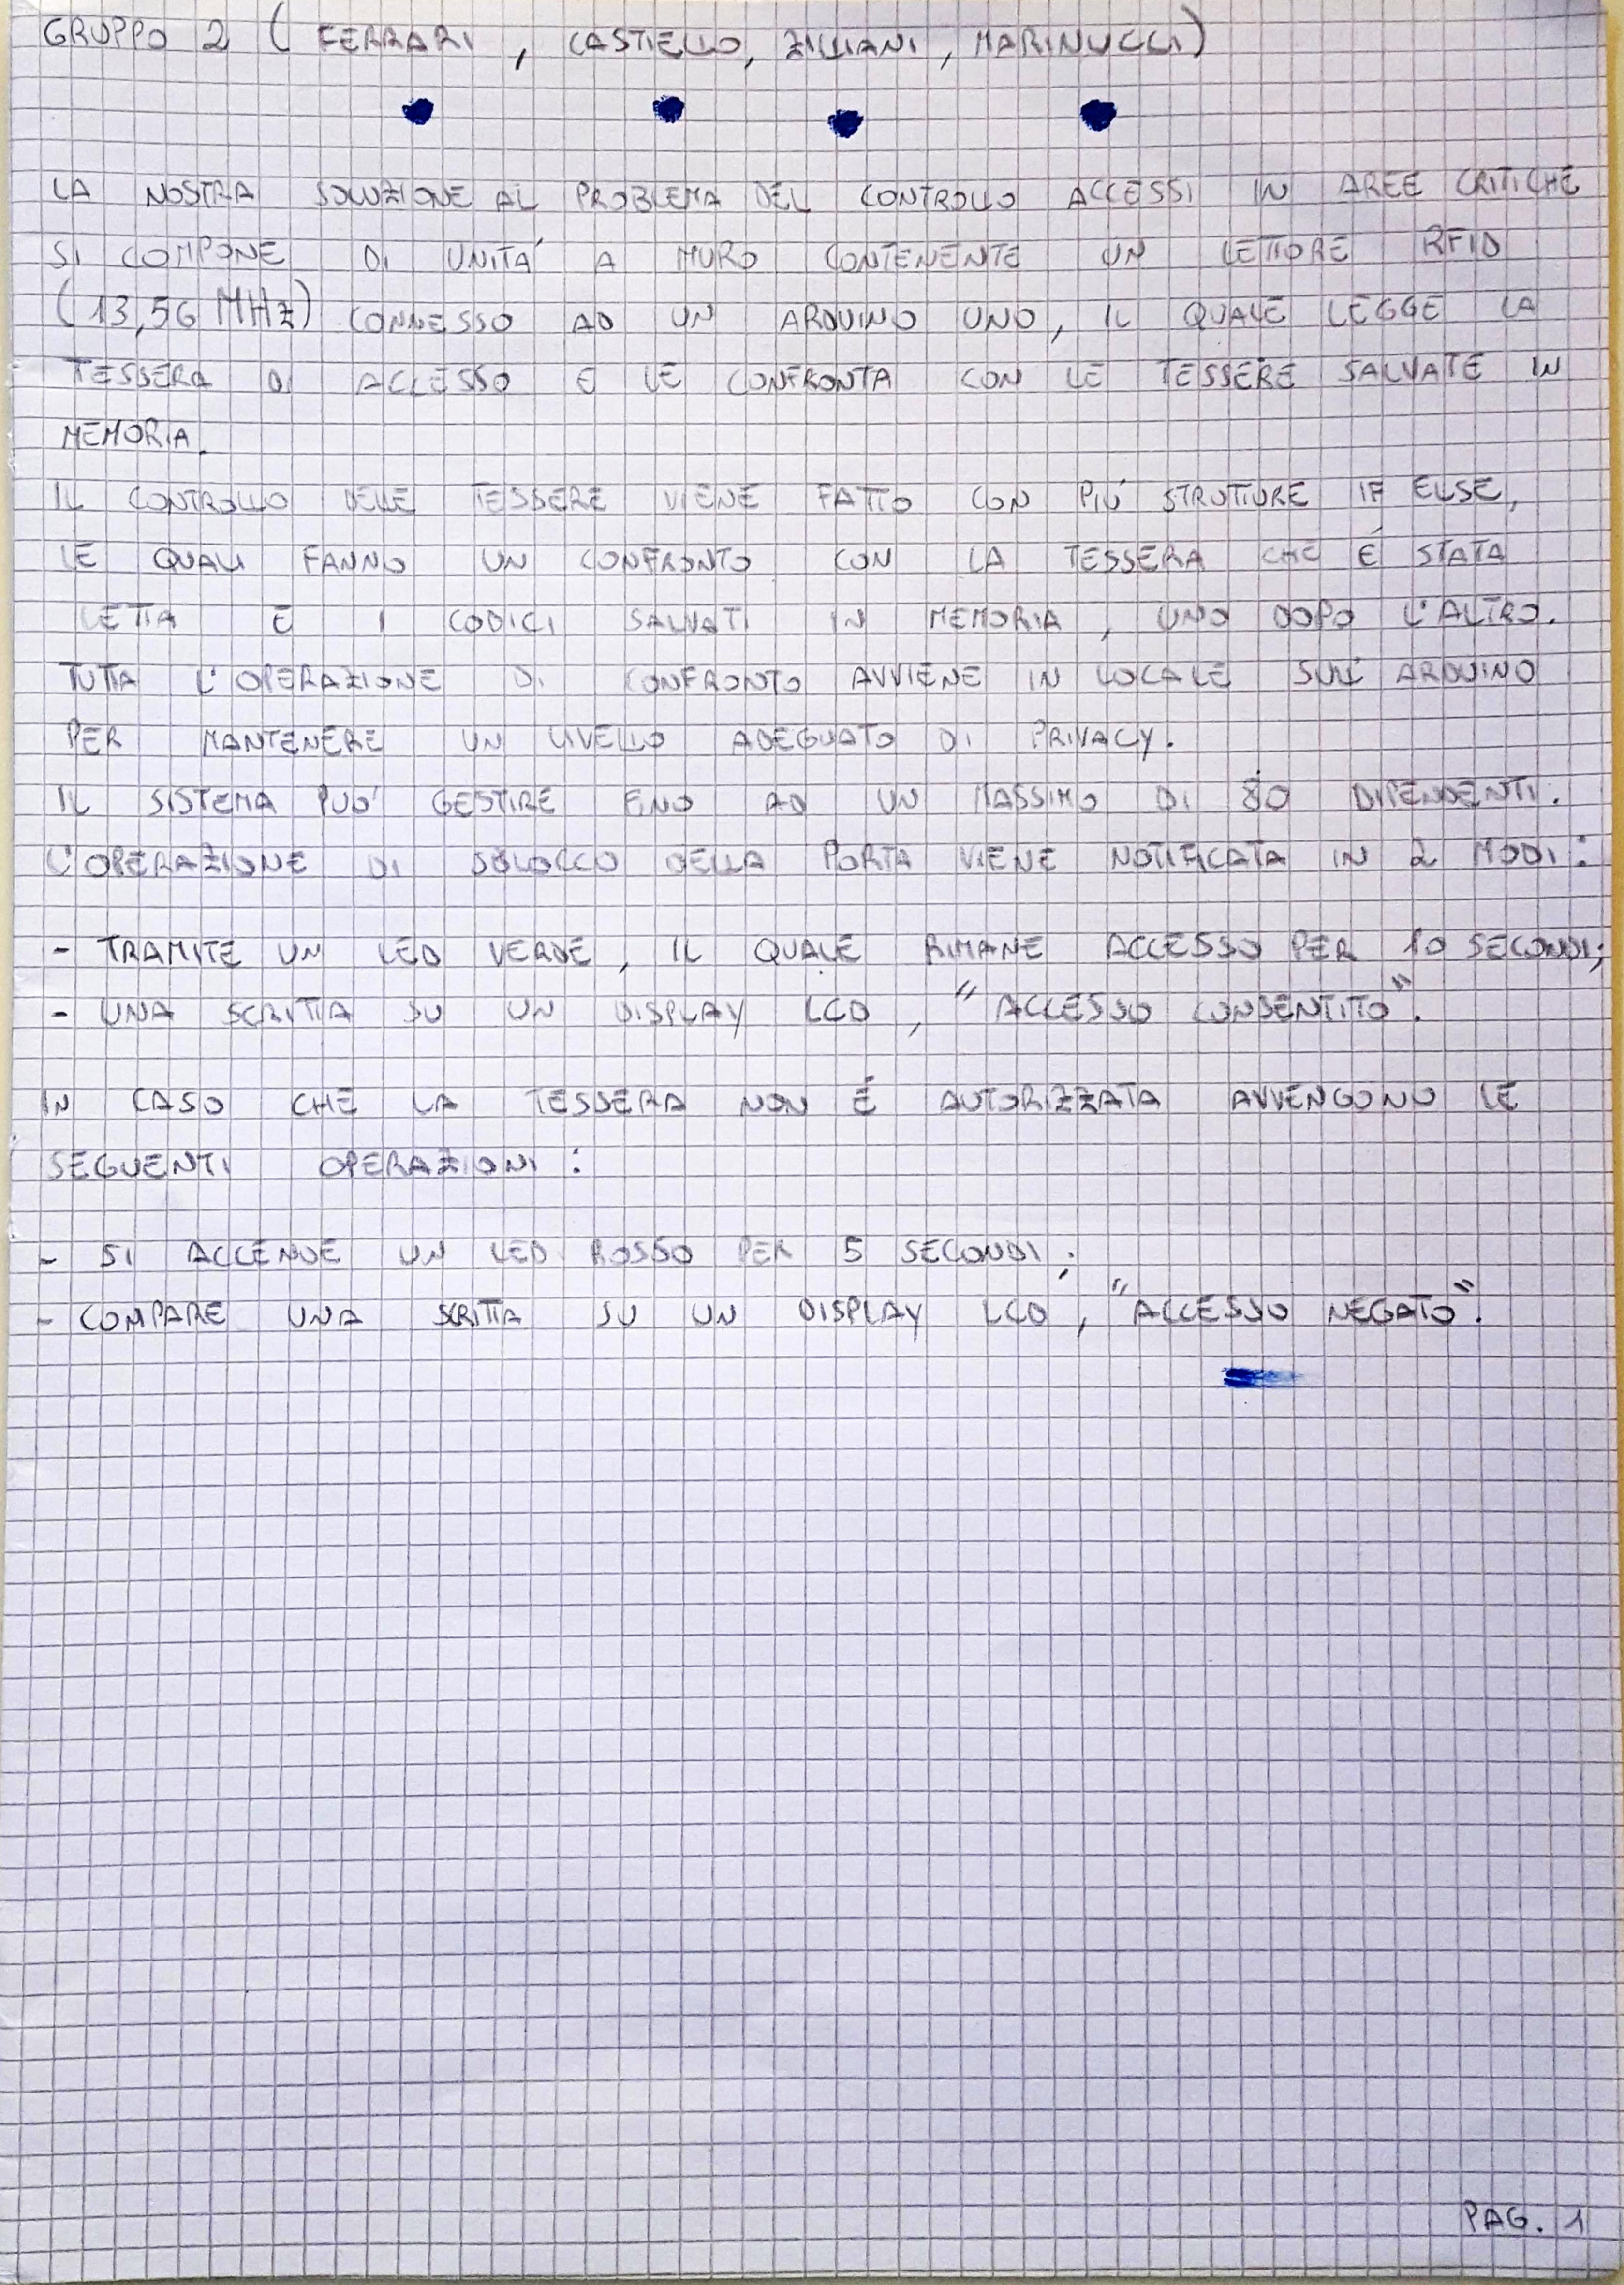 GRUPPO 2 ( FERRARI , CASTIELLO, ZILIANI , MARINUCCI)
LA NOSTRA SOLUZIONE AL PROBLEMA DEL CONTROLLO ACCESSI IN AREE CRITICHE
SI COMPONE DI UNITA' A MURO CONTENENTE UN LETTORE RFID
(13,56 MHz) CONNESSO AD UN ARDUINO UNO, IL QUALE LEGGE LA
TESSERA DI ACCESSO E LE CONFRONTA CON LE TESSERE SALVATE IN
MEMORIA.
IL CONTROLLO DELLE TESSERE VIENE FATTO CON PIU' STRUTTURE IF ELSE,
LE QUALI FANNO UN CONFRONTO CON LA TESSERA CHE É STATA
LETTA E I CODICI SALVATI IN MEMORIA , UNO DOPO L'ALTRO.
TUTTA L'OPERAZIONE DI CONFRONTO AVVIENE IN LOCALE SULL' ARDUINO
PER MANTENERE UN LIVELLO ADEGUATO DI PRIVACY.
IL SISTEMA PUO' GESTIRE FINO AD UN MASSIMO DI 80 DIPENDENTI.
L'OPERAZIONE DI SBLOCCO DELLA PORTA VIENE NOTIFICATA IN 2 MODI:
- TRAMITE UN LED VERDE , IL QUALE RIMANE ACCESSO PER 10 SECONDI;
- UNA SCRITTA SU UN DISPLAY LCD , "ACCESSO CONSENTITO".
IN CASO CHE LA TESSERA NON É AUTORIZZATA AVVENGONO LE
SEGUENTI OPERAZIONI :
- SI ACCENDE UN LED ROSSO PER 5 SECONDI ;
- COMPARE UNA SCRITTA SU UN DISPLAY LCD , "ACCESSO NEGATO".
PAG. 1